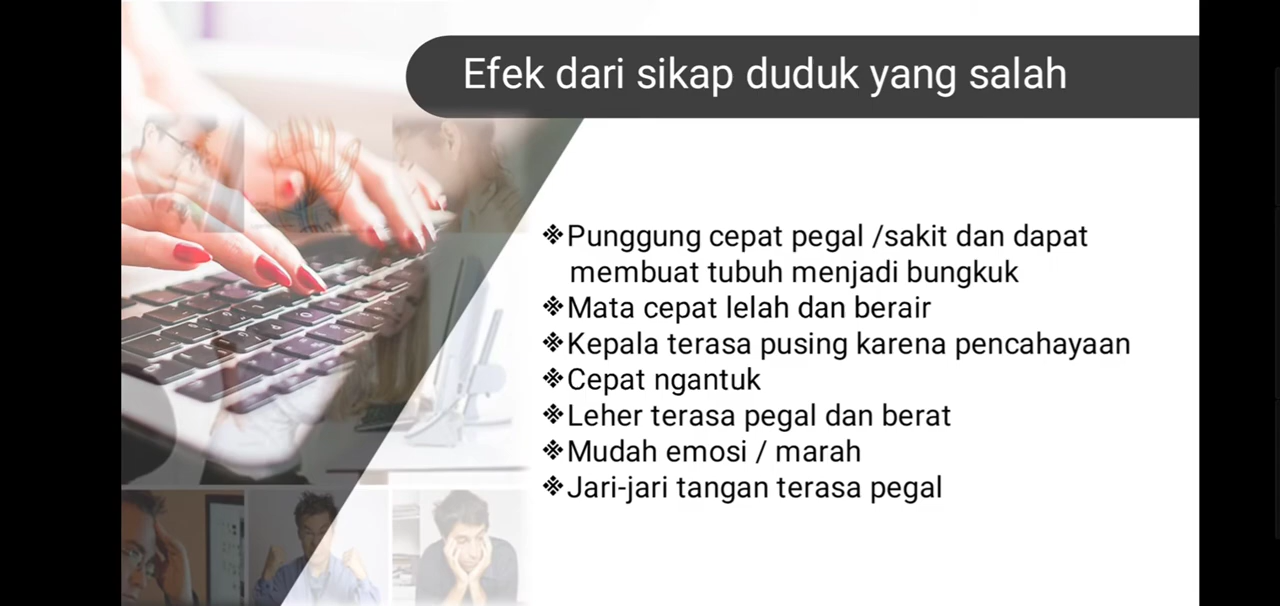 Efek dari sikap duduk yang salah
❖Punggung cepat pegal /sakit dan dapat
membuat tubuh menjadi bungkuk
❖Mata cepat lelah dan berair
❖Kepala terasa pusing karena pencahayaan
❖Cepat ngantuk
❖Leher terasa pegal dan berat
❖Mudah emosi / marah
❖Jari-jari tangan terasa pegal